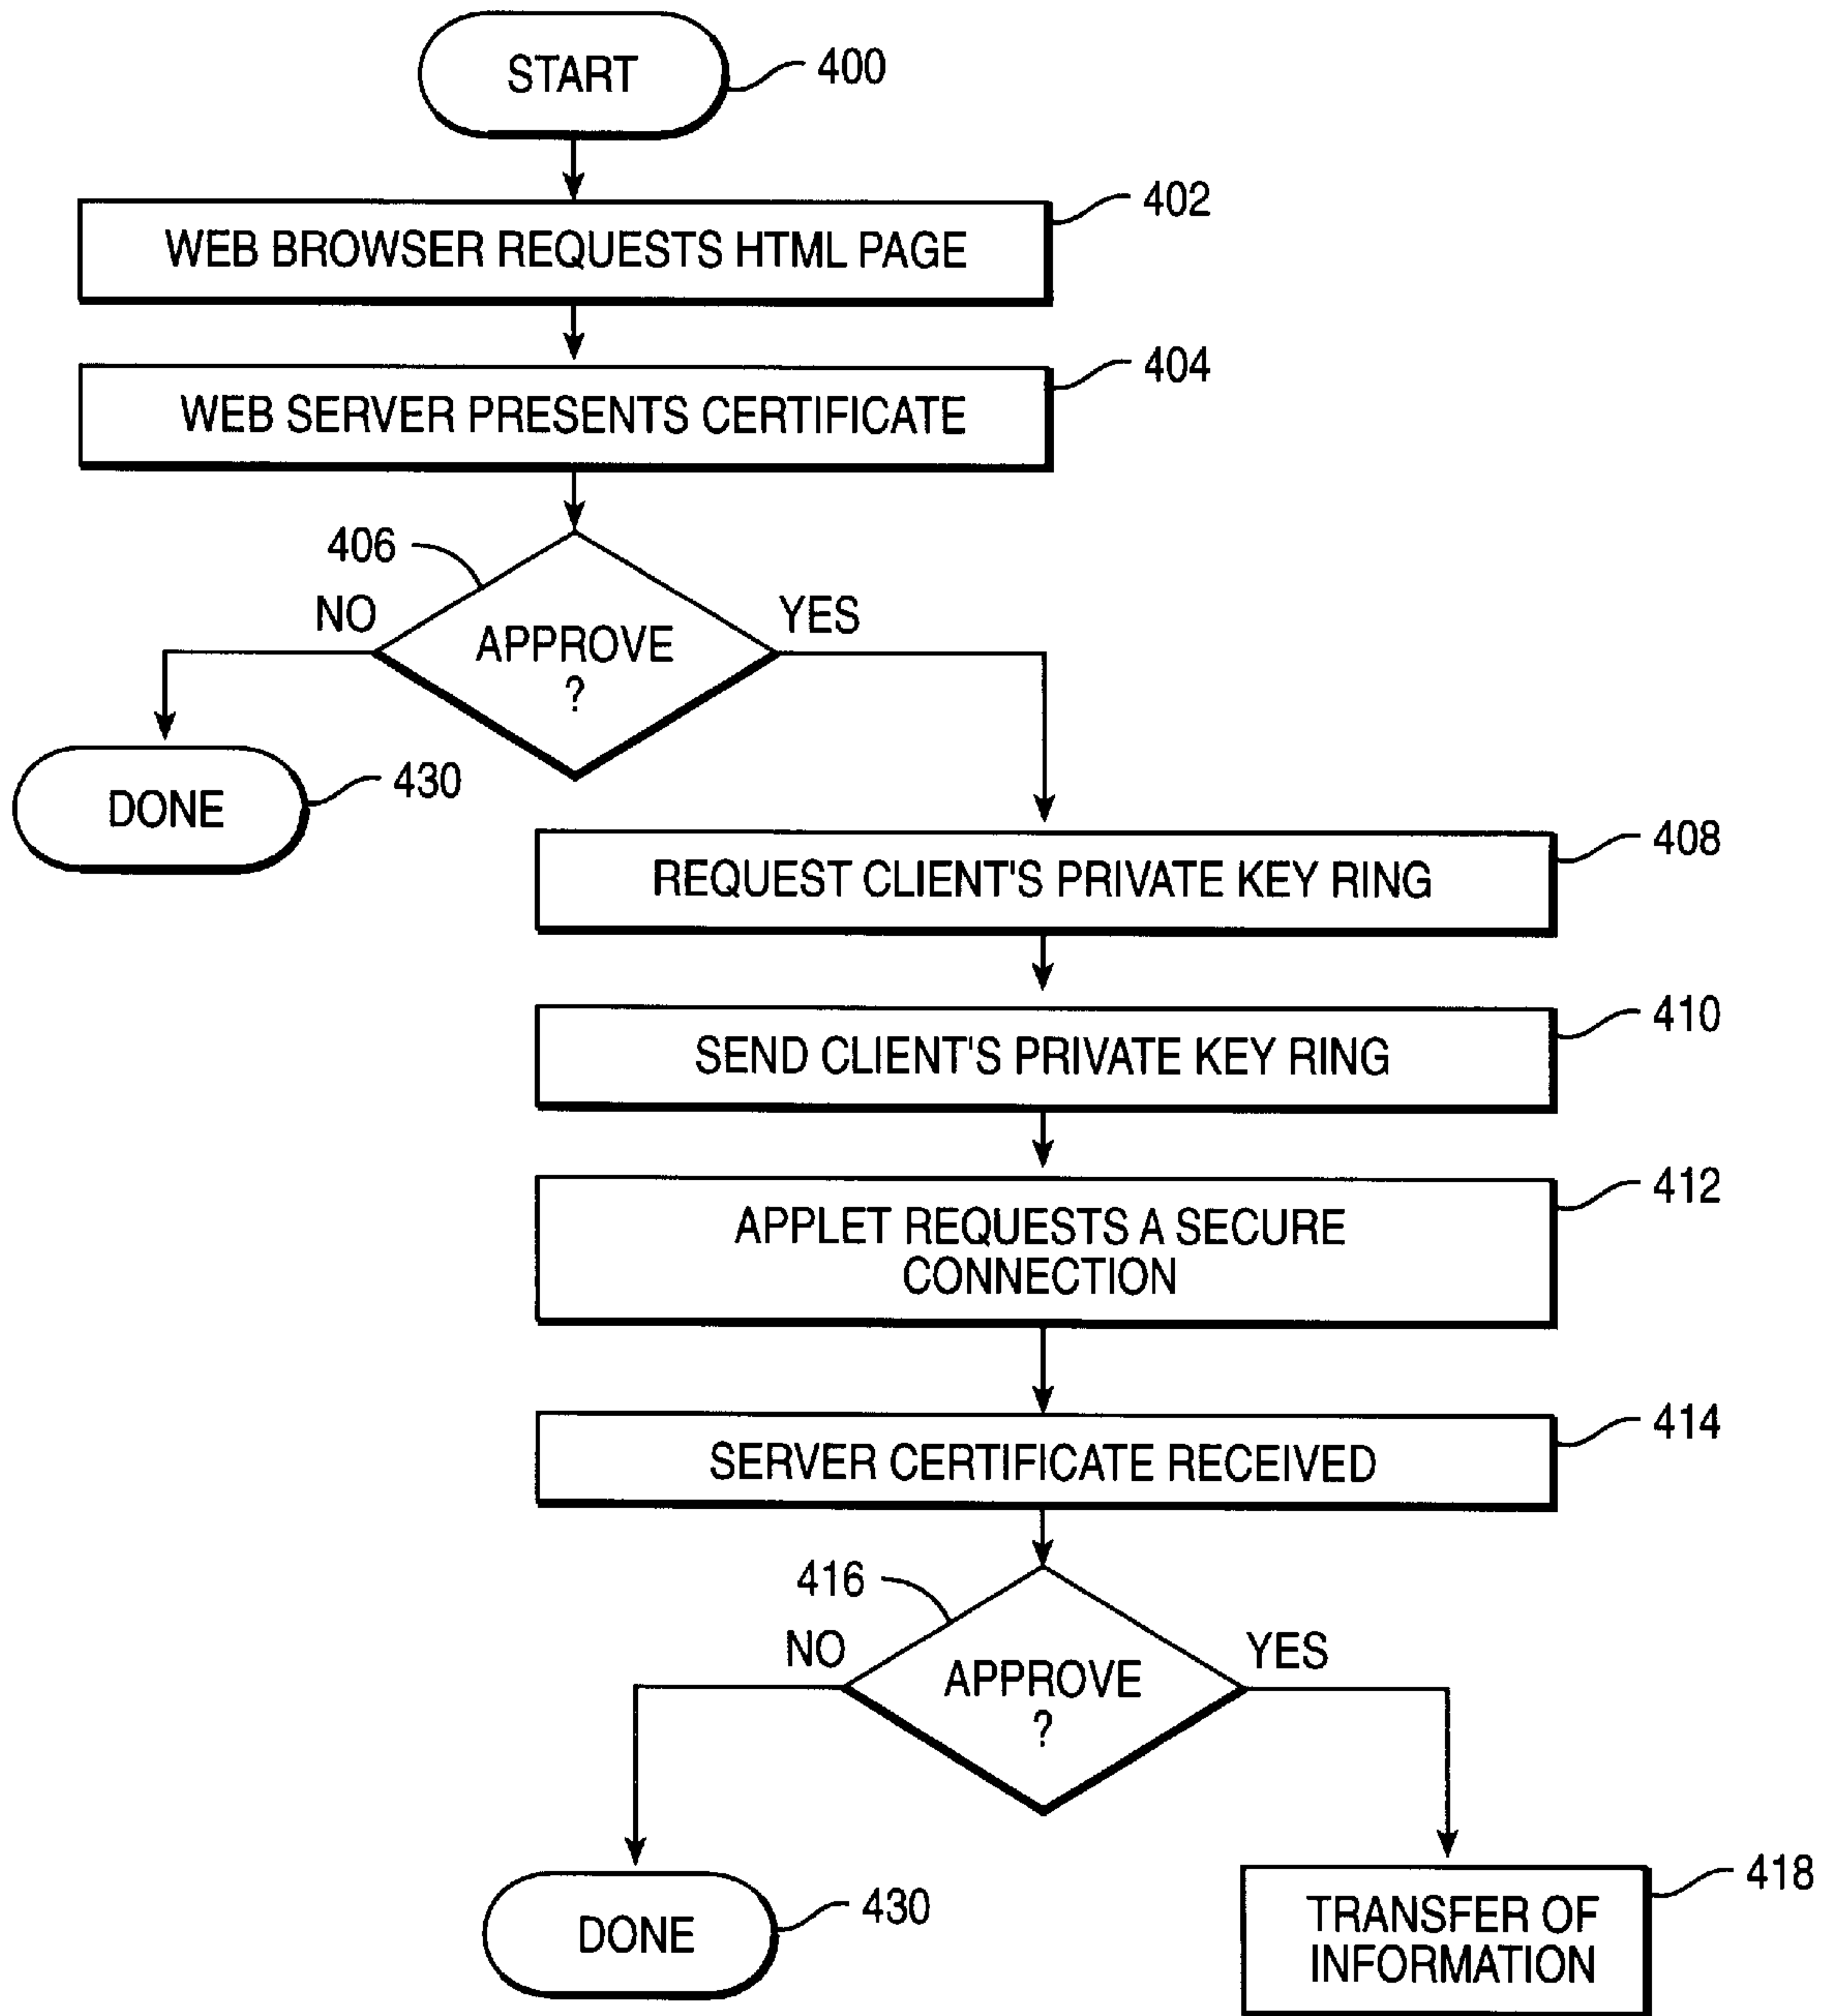 START
400
WEB BROWSER REQUESTS HTML PAGE
402
WEB SERVER PRESENTS CERTIFICATE
404
406
NO
YES
APPROVE
?
DONE
430
REQUEST CLIENT'S PRIVATE KEY RING
408
SEND CLIENT'S PRIVATE KEY RING
410
APPLET REQUESTS A SECURE
CONNECTION
412
SERVER CERTIFICATE RECEIVED
414
416
NO
YES
APPROVE
?
DONE
430
TRANSFER OF
INFORMATION
418